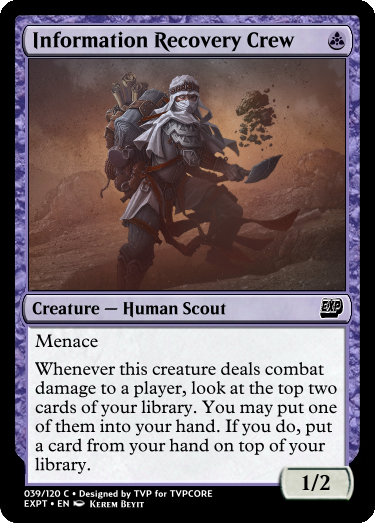 Information Recovery Crew
Creature — Human Scout
EXP
Menace
Whenever this creature deals combat
damage to a player, look at the top two
cards of your library. You may put one
of them into your hand. If you do, put
a card from your hand on top of your
library.
1/2
039/120 C • Designed by TVP for TVPCORE
EXPT • EN Kerem Beyit